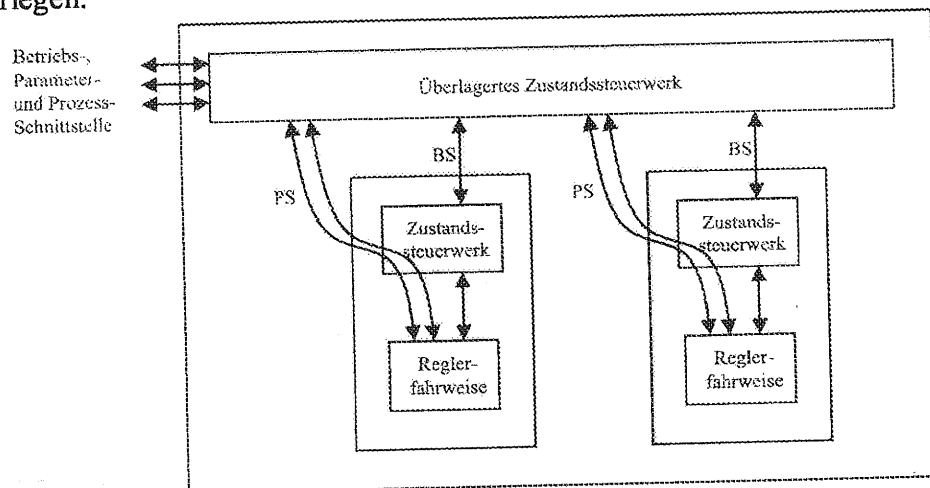 riegen.
Betriebs-,
Parameter-
und Prozess-
Schnittstelle
Überlagertes Zustandssteuerwerk
PS
BS
PS
BS
Zustands-
steuerwerk
Regler-
fahrweise
Zustands-
steuerwerk
Regler-
fahrweise